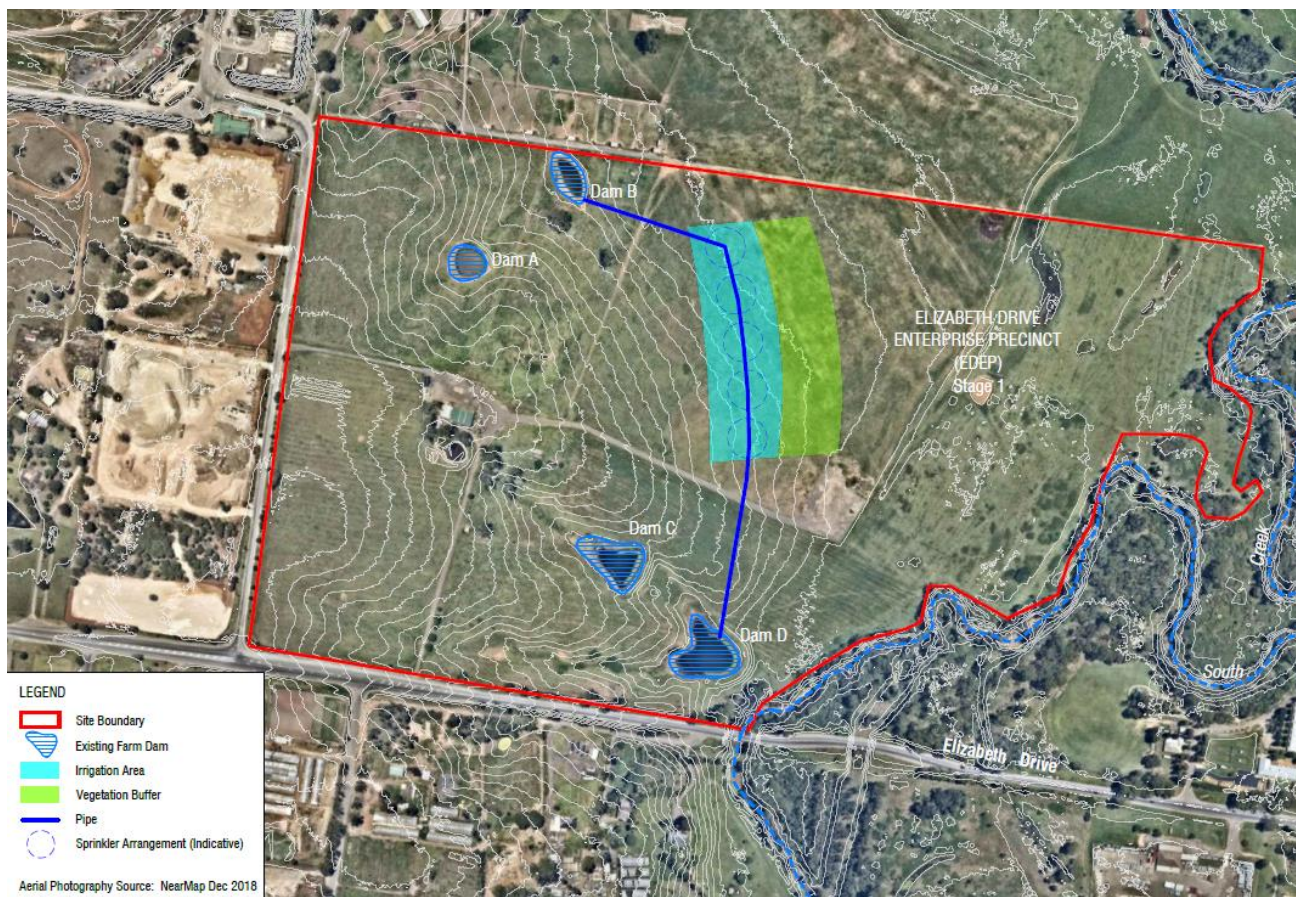 Dam B
Dam A
ELIZABETH DRIVE
ENTERPRISE PRECINCT
(EDEP)
Stage 1
Dam C
Dam D
Creek
South
Elizabeth Drive
LEGEND
Site Boundary
Existing Farm Dam
Irrigation Area
Vegetation Buffer
Pipe
Sprinkler Arrangement (Indicative)
Aerial Photography Source: NearMap Dec 2018